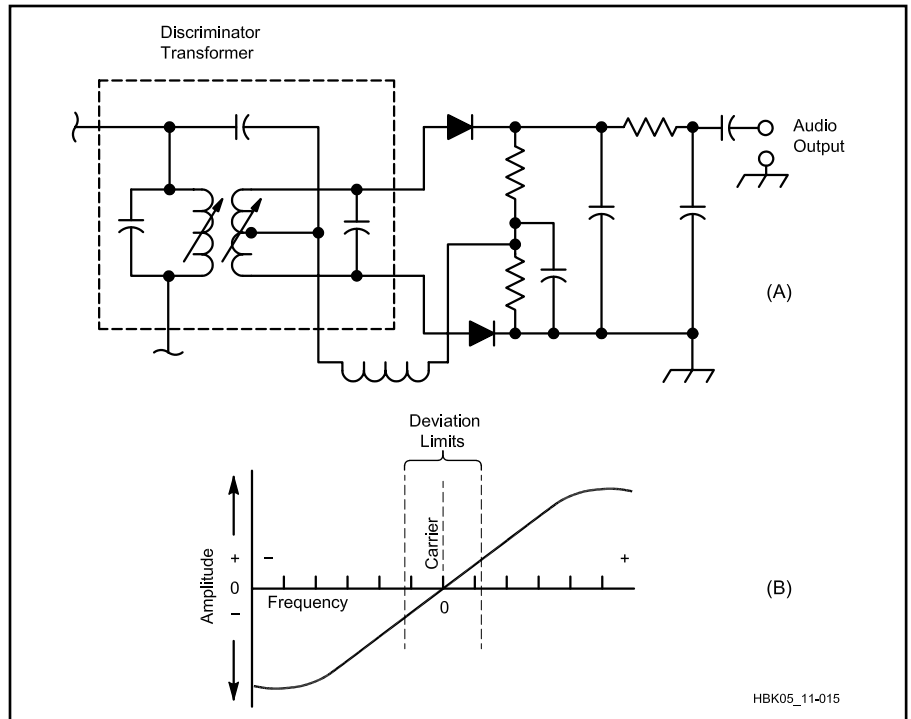 Discriminator
Transformer
Audio
Output
(A)
Deviation
Limits
Carrier
Amplitude
+
0
−
−
+
Frequency
0
(B)
HBK05_11-015